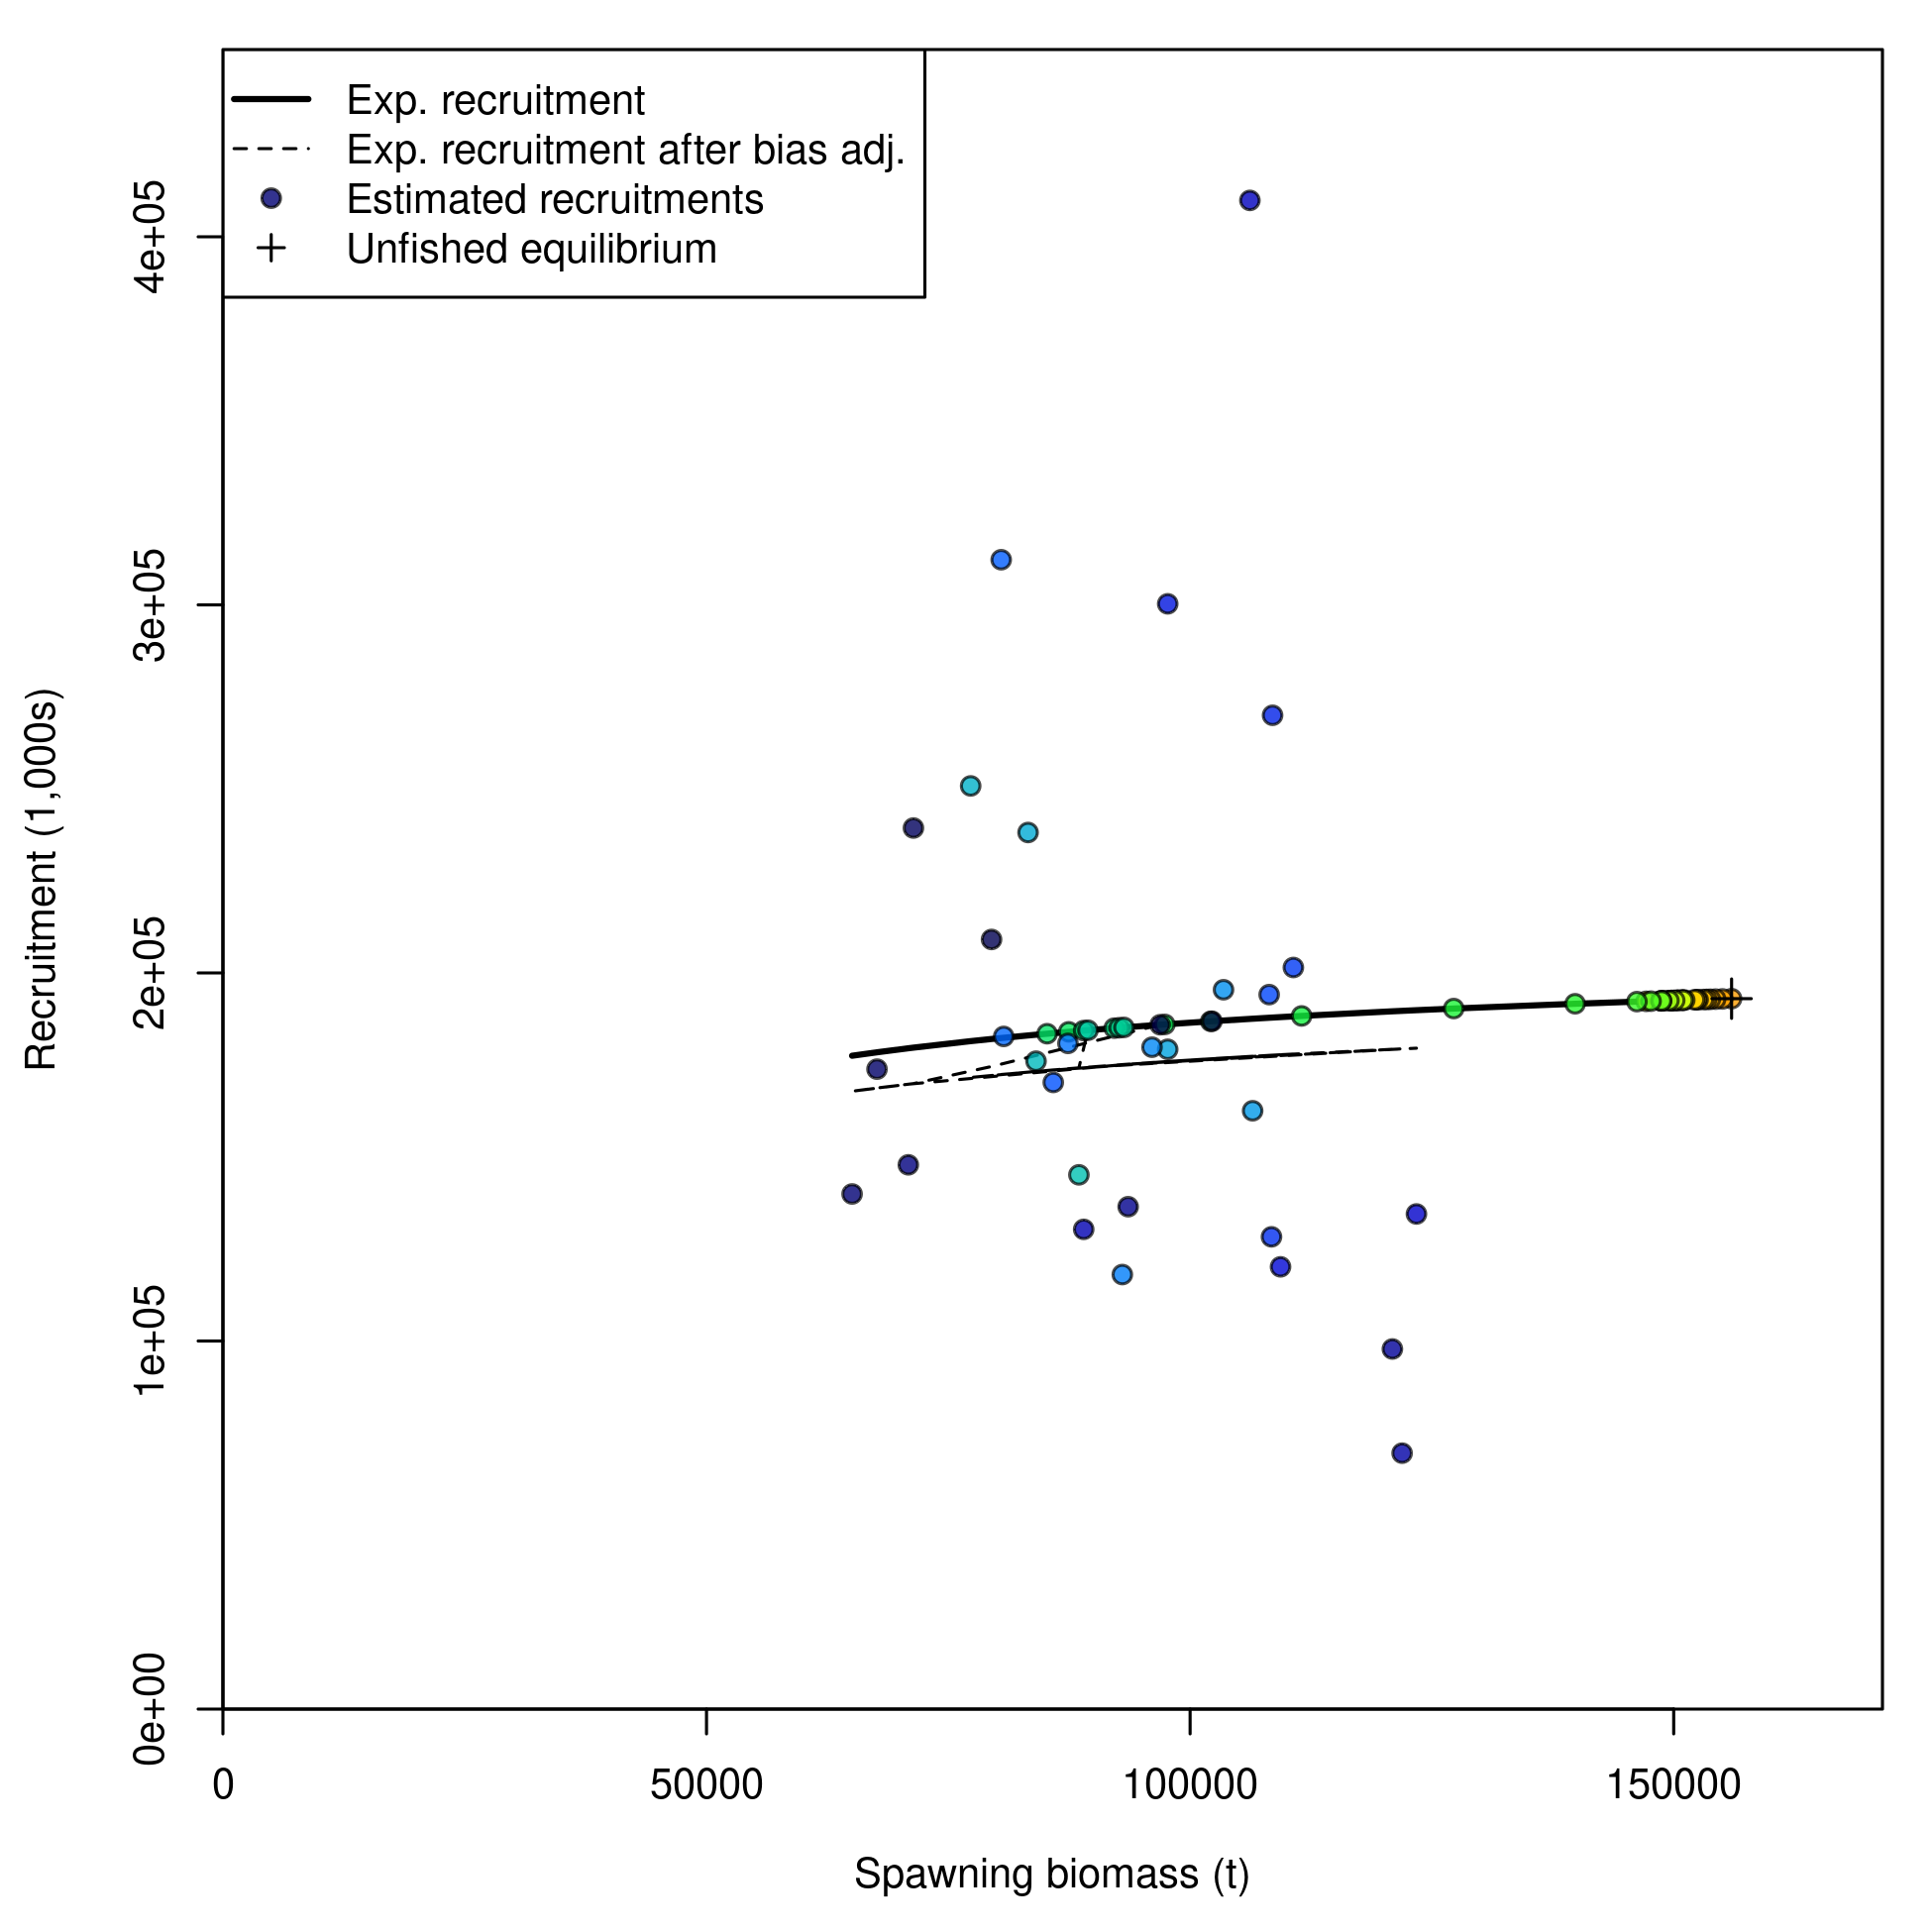 Exp. recruitment
Exp. recruitment after bias adj.
Estimated recruitments
Unfished equilibrium
4e+05
3e+05
2e+05
1e+05
0e+00
Recruitment (1,000s)
0 50000 100000 150000
Spawning biomass (t)